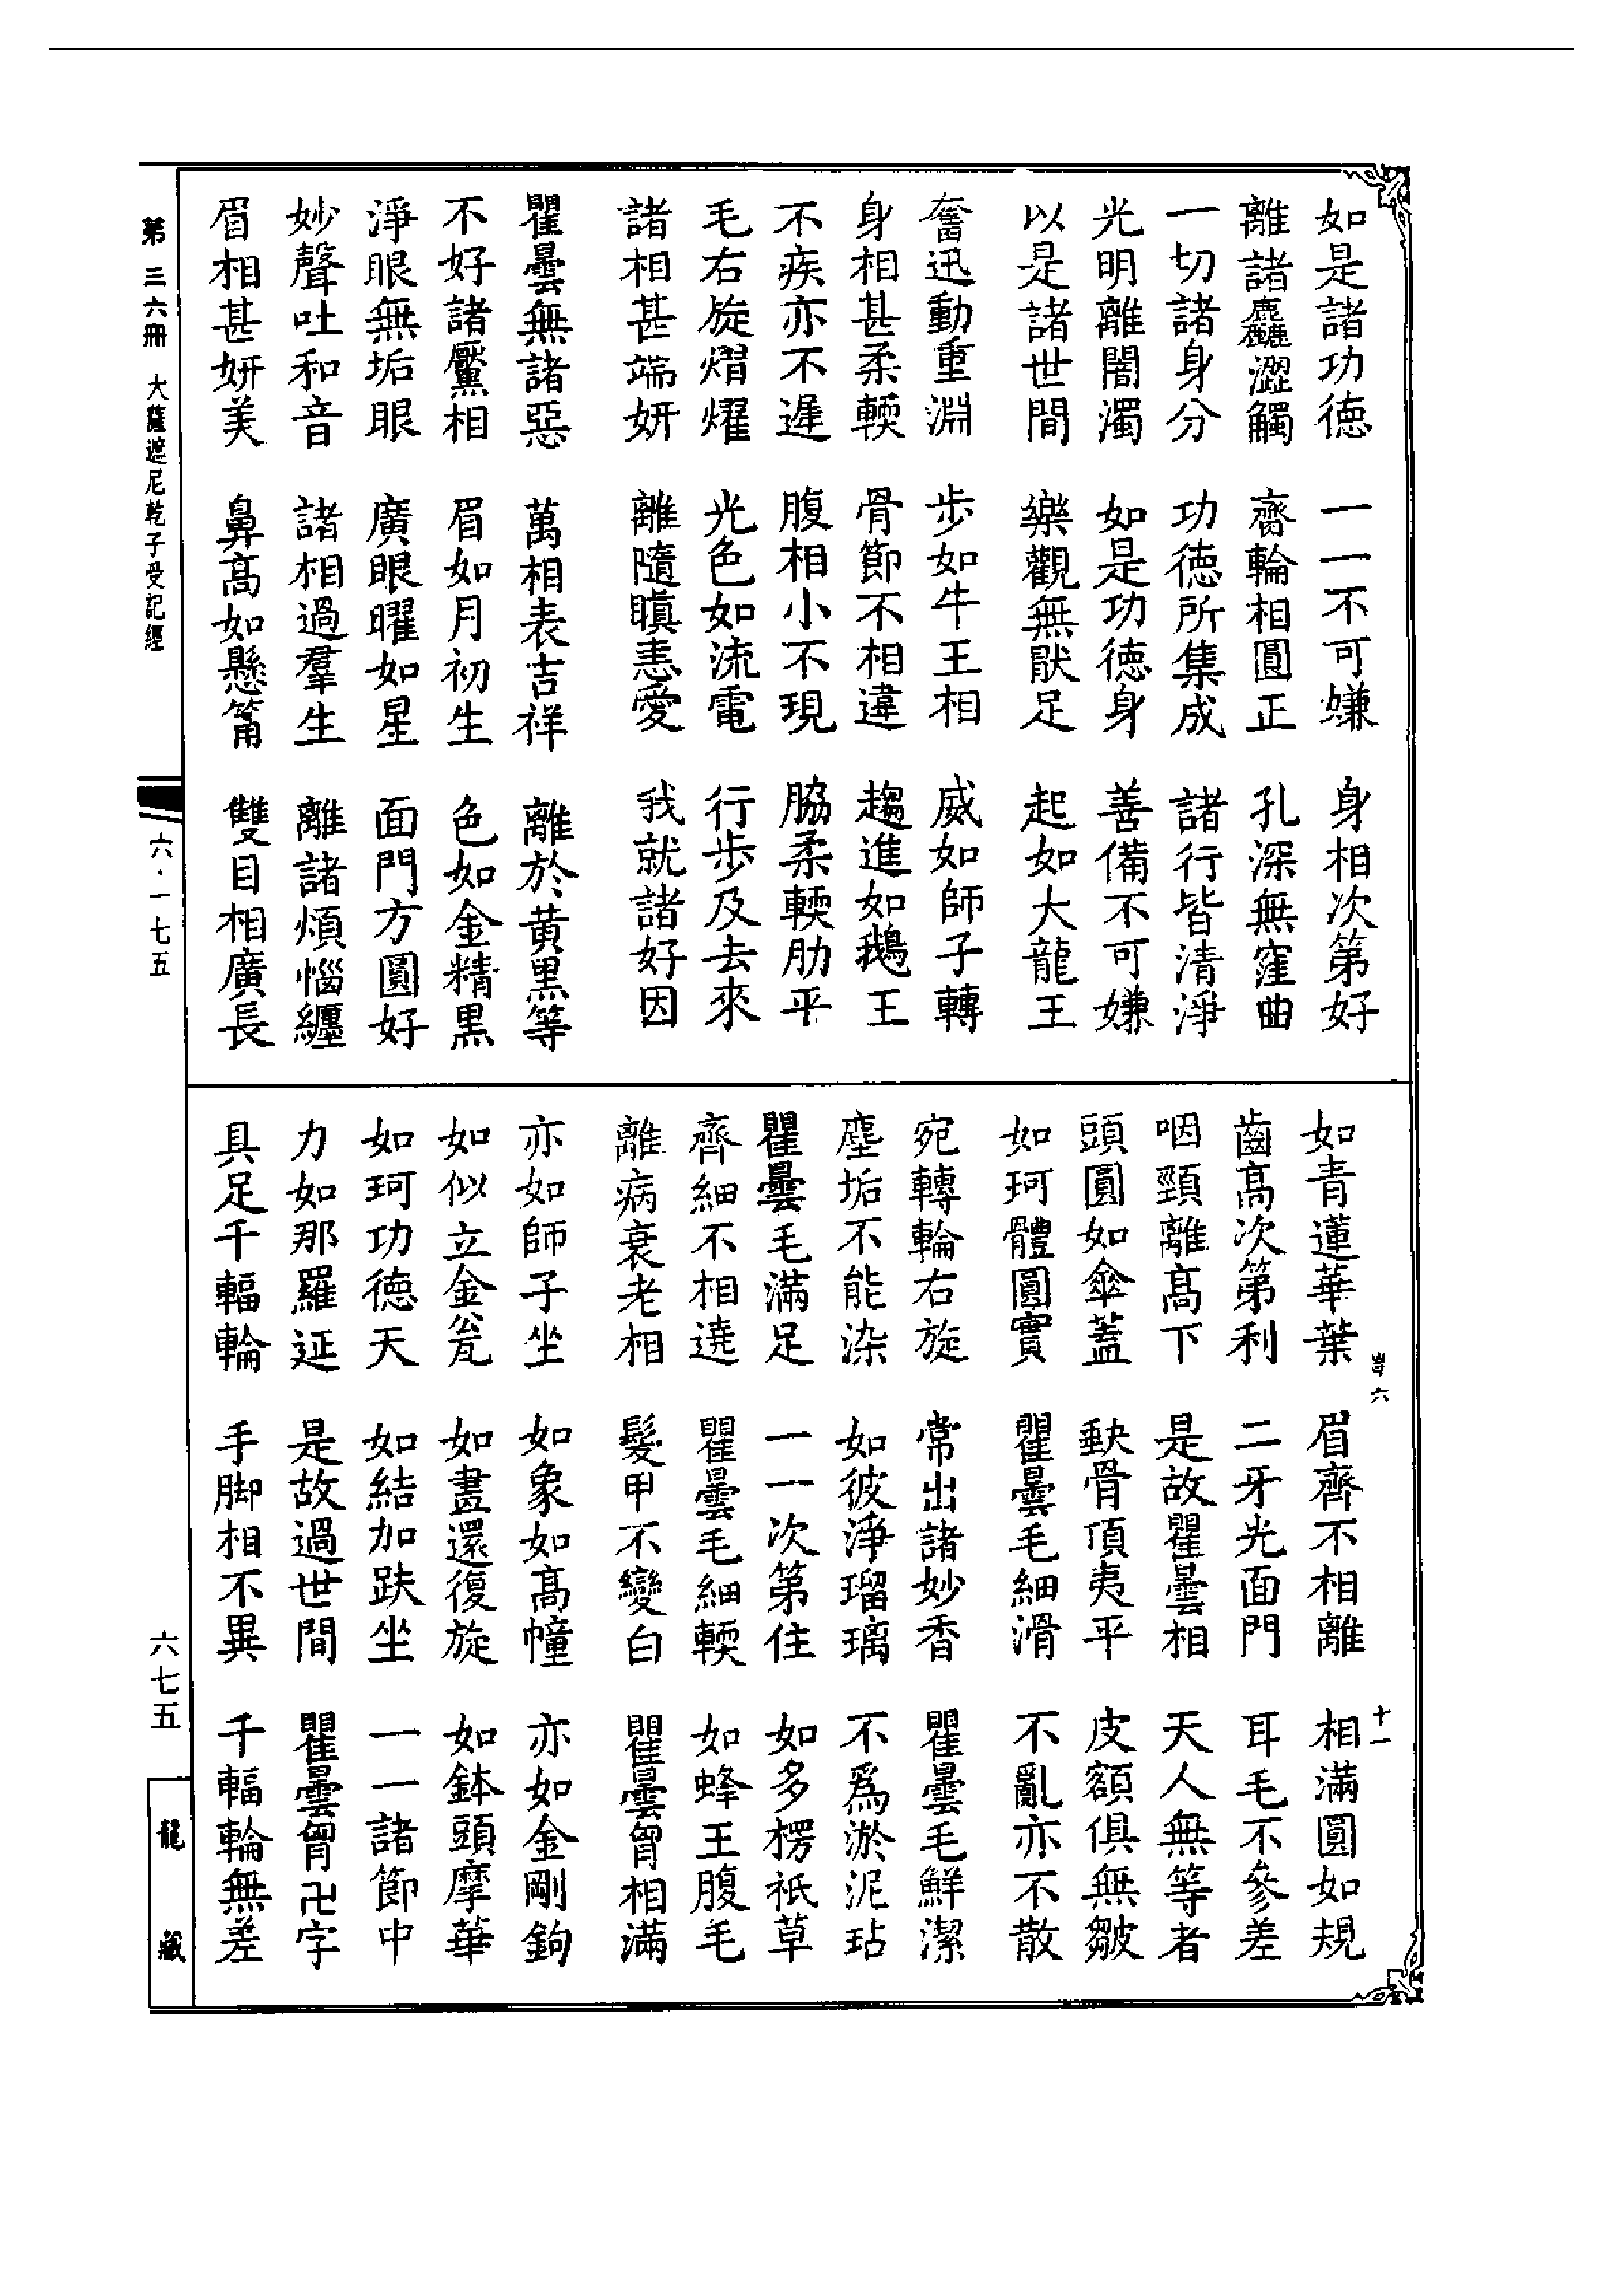 如是諸功德　一一不可嫌　身相次第好
離諸麤澀觸　齎輪相圓正　孔深無窪曲
一切諸身分　功德所集成　諸行皆清淨
光明離闇濁　如是功德身　善備不可嫌
以是諸世間　樂觀無厭足　起如大龍王
奮迅動重淵　步如牛王相　威如師子轉
身相甚柔輭　骨節不相違　趨進如鵝王
不疾亦不遲　腹相小不現　脇柔輭肋平
毛右旋熠燿　光色如流電　行步及去來
諸相甚端妍　離隨瞋恚愛　我就諸好因
瞿曇無諸惡　萬相表吉祥　離於黃黑等
不好諸黶相　眉如月初生　色如金精黑
淨眼無垢眼　廣眼曜如星　面門方圓好
妙聲吐和音　諸相過羣生　離諸煩惱纏
眉相甚妍美　鼻高如懸筩　雙目相廣長
如青蓮華葉　眉齊不相離　相滿圓如規
齒高次第利　二牙光面門　耳毛不參差
咽頸離高下　是故瞿曇相　天人無等者
頭圓如傘蓋　缺骨頂夷平　皮額俱無皺
如珂體圓實　瞿曇毛細滑　不亂亦不散
宛轉輪右旋　常出諸妙香　瞿曇毛鮮潔
塵垢不能染　如彼淨瑠璃　不爲淤泥玷
瞿曇毛滿足　一一次第住　如多楞祇草
齊細不相遶　瞿曇毛細輭　如蜂王腹毛
離病衰老相　髮甲不變白　瞿曇胷相滿
亦如師子坐　如象如高幢　亦如金剛鉤
如似立金瓮　如畫還復旋　如鉢頭摩華
如珂功德天　如結加趺坐　一一諸節中
力如那羅延　是故過世間　瞿曇胷卍字
具足千輻輪　手脚相不異　千輻輪無差
第三六冊　大薩遮尼乾子受記經
六·一七五
六七五
龍藏
六
十一